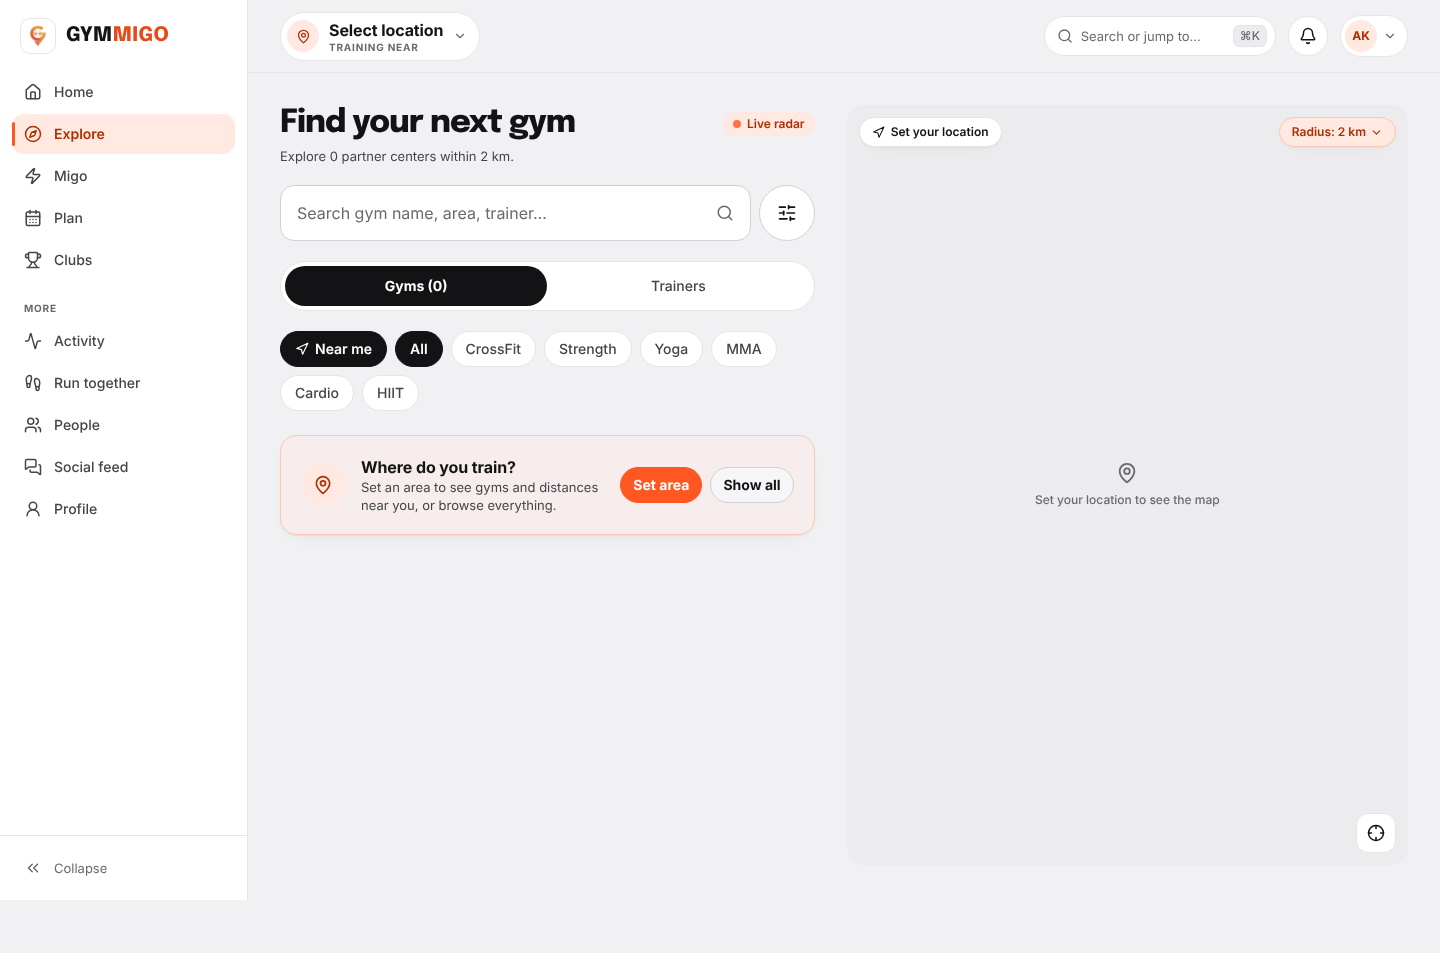 GYMMIGO
Home
Explore
Migo
Plan
Clubs
MORE
Activity
Run together
People
Social feed
Profile
Collapse
Select location
TRAINING NEAR
Search or jump to...
⌘K
AK
Find your next gym
Live radar
Explore 0 partner centers within 2 km.
Search gym name, area, trainer...
Gyms (0)
Trainers
Near me
All
CrossFit
Strength
Yoga
MMA
Cardio
HIIT
Where do you train?
Set an area to see gyms and distances
near you, or browse everything.
Set area
Show all
Set your location
Radius: 2 km
Set your location to see the map